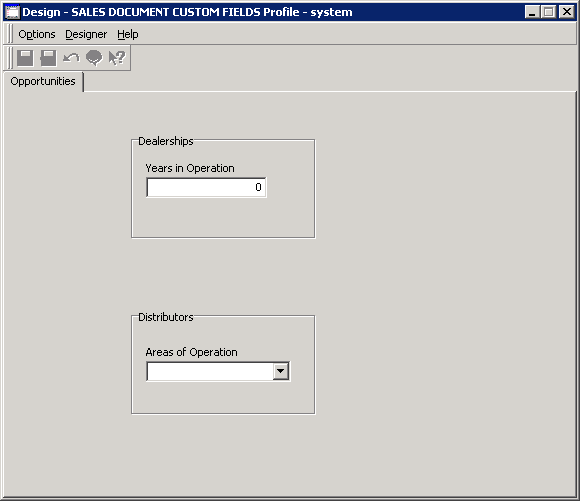 Design - SALES DOCUMENT CUSTOM FIELDS Profile - system
Options Designer Help
Opportunities
Dealerships
Years in Operation
0
Distributors
Areas of Operation